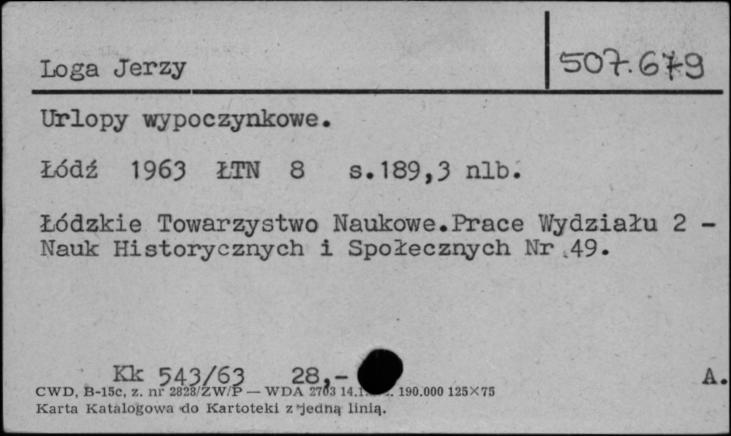 Loga Jerzy
507.679
Urlopy wypoczynkowe.
Łódź 1963 ŁTN 8 s.189,3 nlb.
Łódzkie Towarzystwo Naukowe.Prace Wydziału 2 -
Nauk Historycznych i Społecznych Nr 49.
Kk 543/63 28,- A.
CWD, B-15c, z. nr 2828/ZW/P — WDA 2703 190.000 125×75
Karta Katalogowa do Kartoteki z jedną linią.